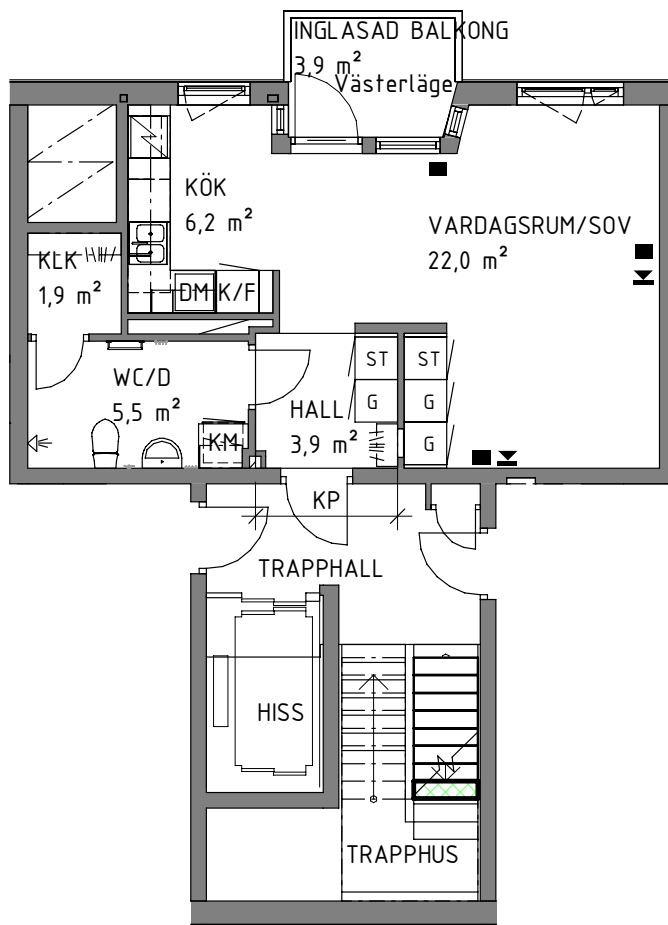 INGLASAD BALKONG
3,9 m²
Västerläge
KÖK
6,2 m²
VARDAGSRUM/SOV
22,0 m²
KLK
1,9 m²
DM
K/F
WC/D
5,5 m²
ST
ST
G
G
HALL
3,9 m²
KM
G
KP
TRAPPHALL
HISS
TRAPPHUS